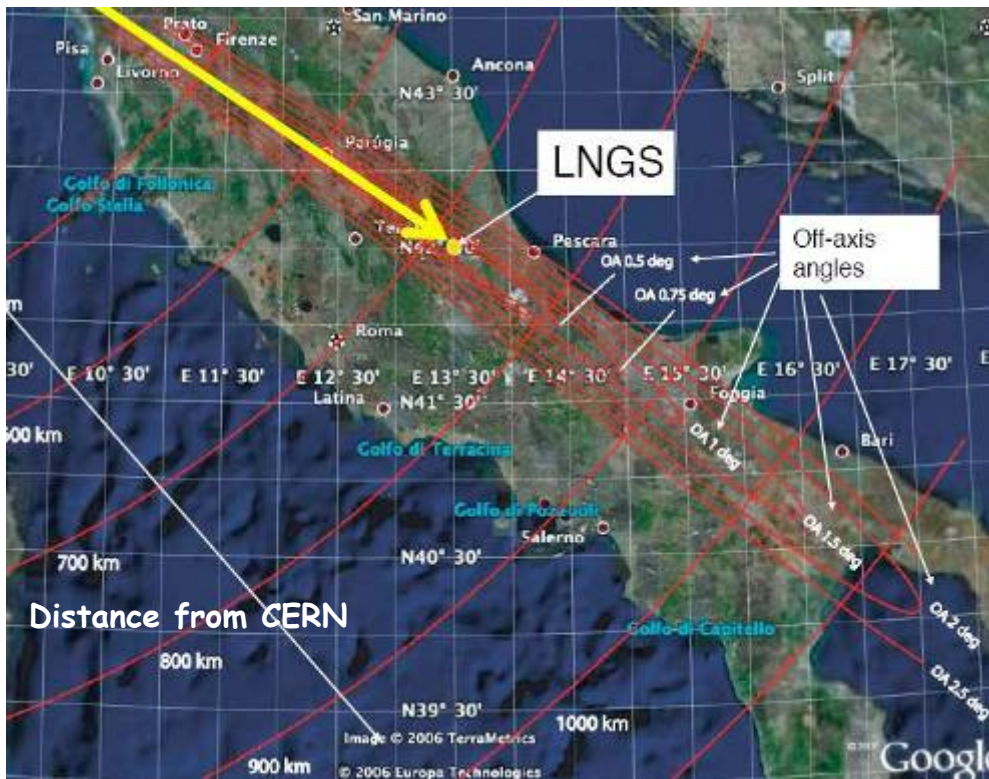 San Marino
Prato
Firenze
Pisa
Livorno
Ancona
N43° 30'
Split
Perúgia
LNGS
Golfo di Follonica
Golfo Stella
Pescara
Off-axis
angles
OA 0.5 deg
OA 0.75 deg
Roma
30'
E 10° 30'
E 11° 30'
E 12° 30'
E 13° 30'
E 14° 30'
E 15° 30'
E 16° 30'
E 17° 30'
Latina
N41° 30'
Foggia
600 km
Golfo di Terracina
OA 1 deg
Bari
Golfo di Pozzuoli
Salerno
N40° 30'
OA 1.5 deg
700 km
Distance from CERN
Golfo di Capitello
OA 2 deg
800 km
OA 2.5 deg
N39° 30'
1000 km
Image © 2006 TerraMetrics
900 km
© 2006 Europa Technologies
Google